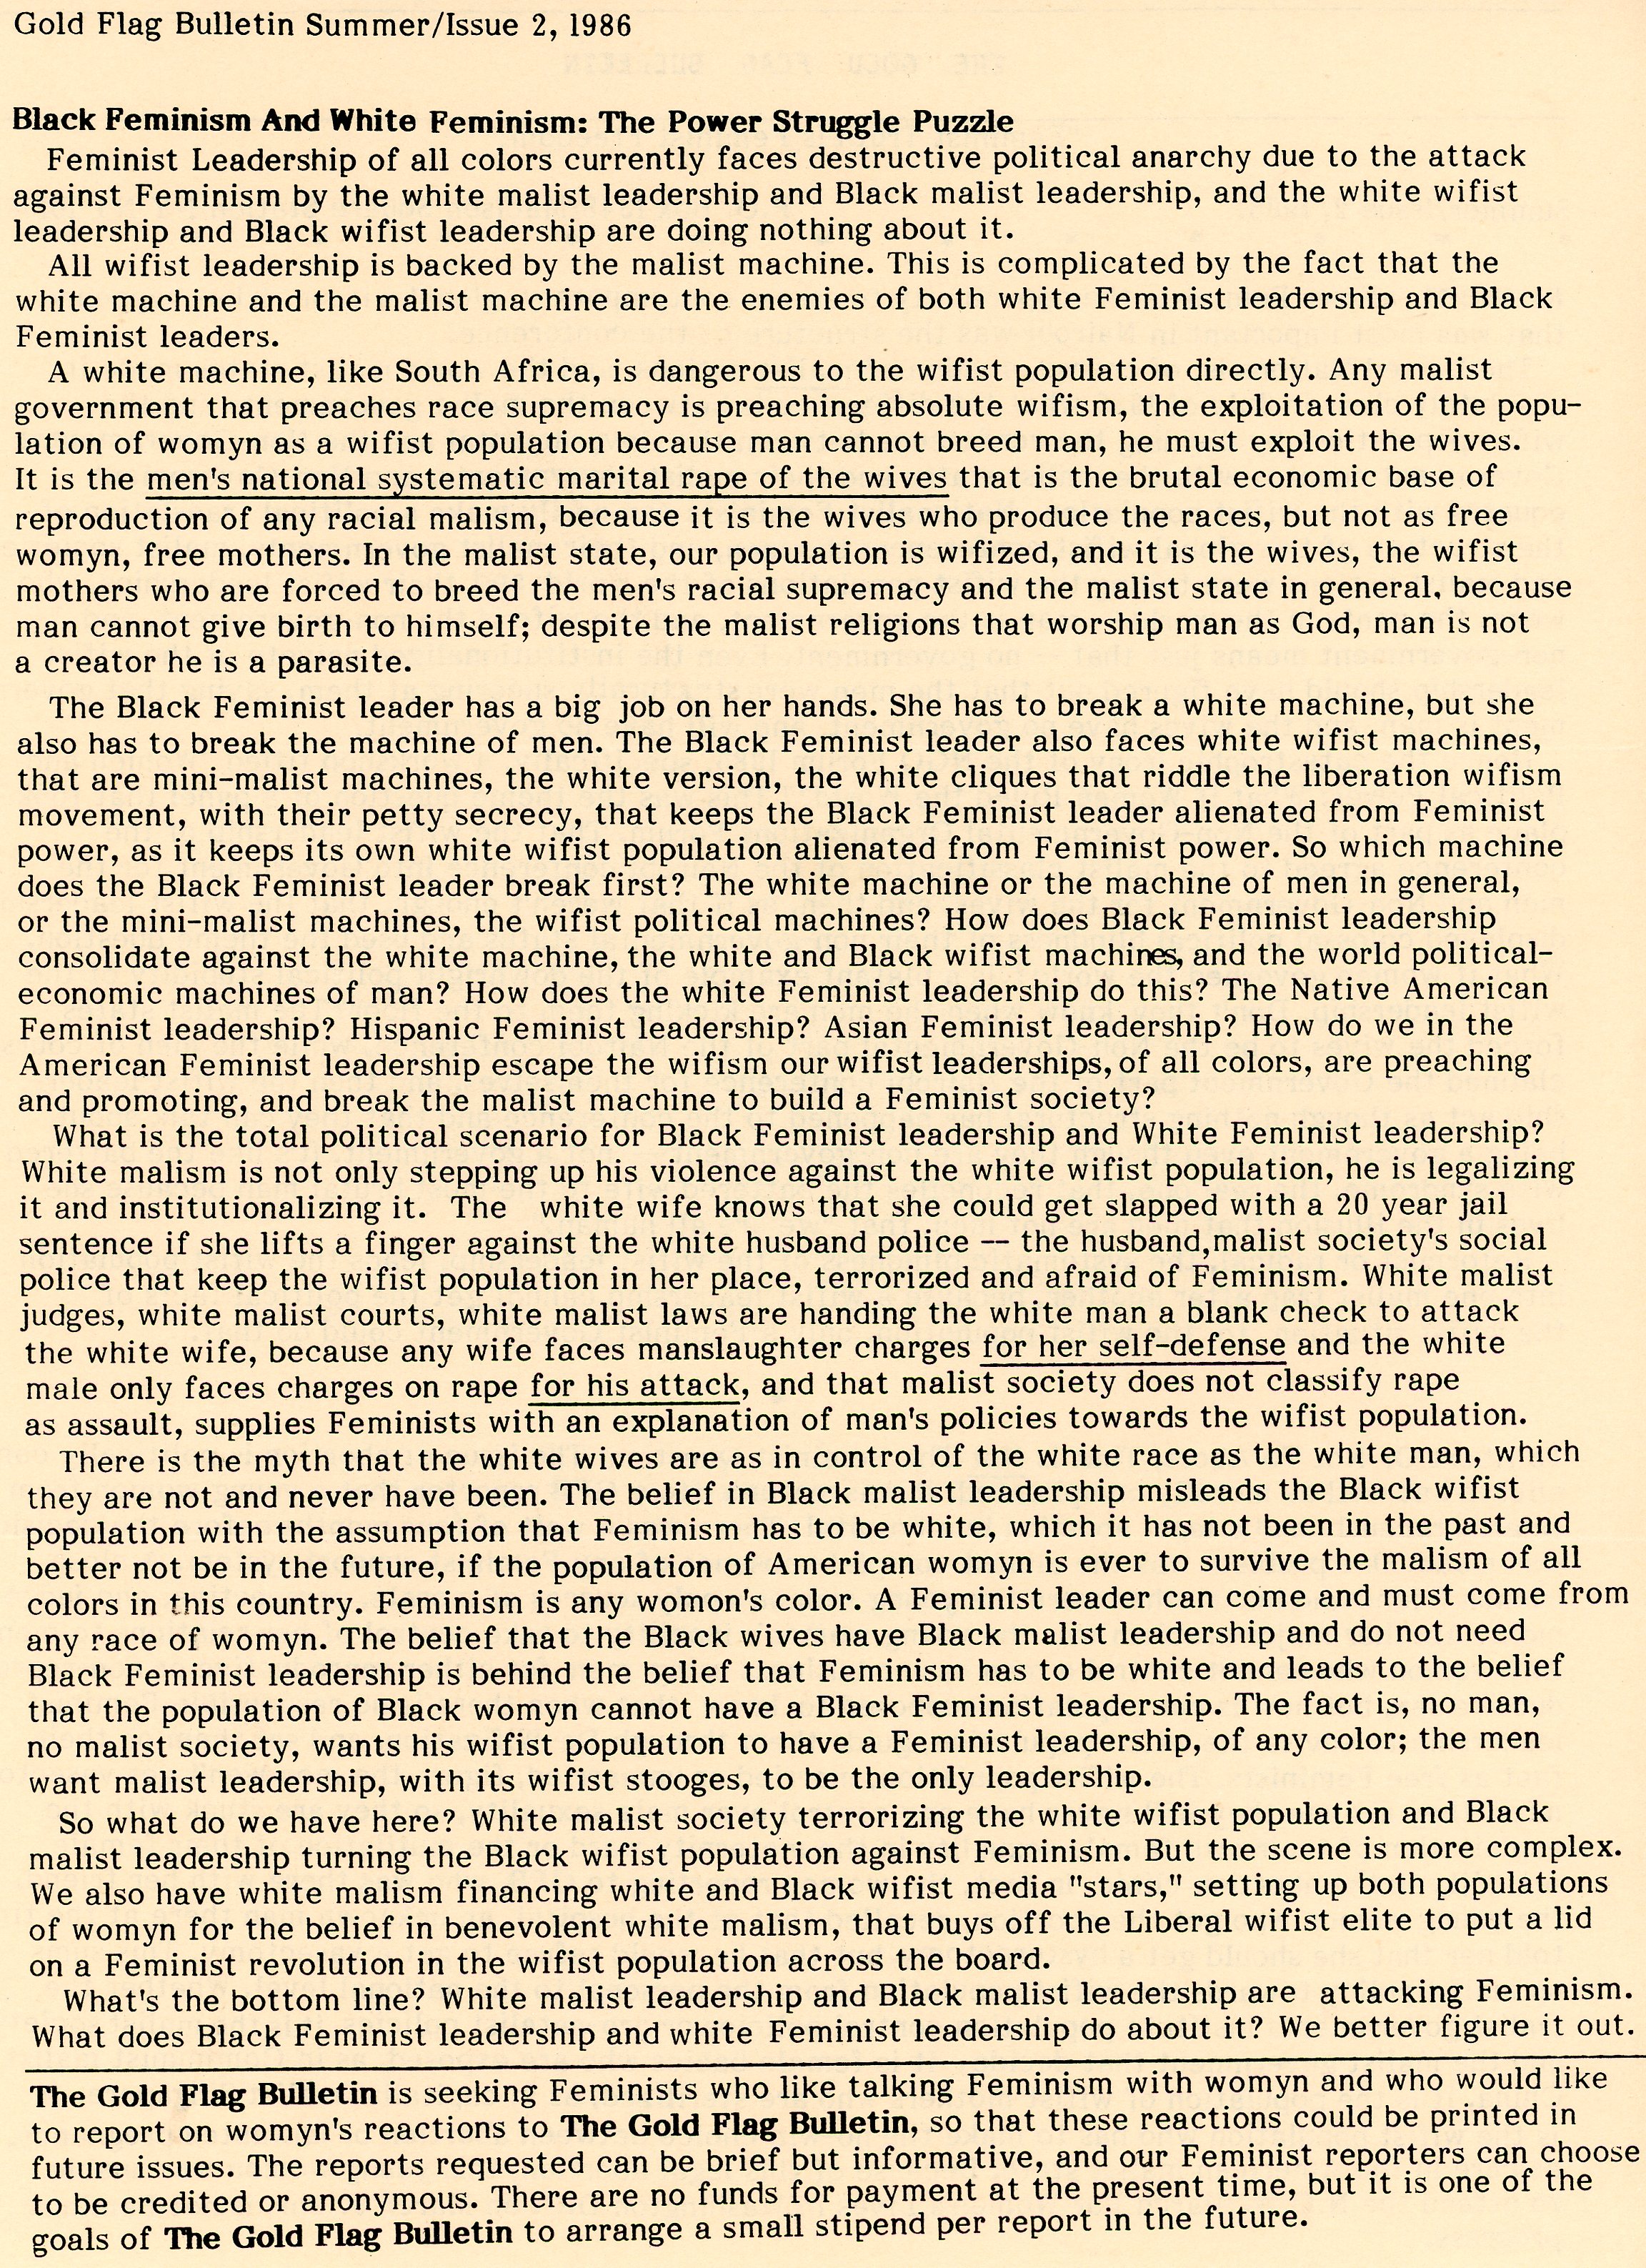 Gold Flag Bulletin Summer/Issue 2, 1986
Black Feminism And White Feminism: The Power Struggle Puzzle
Feminist Leadership of all colors currently faces destructive political anarchy due to the attack
against Feminism by the white malist leadership and Black malist leadership, and the white wifist
leadership and Black wifist leadership are doing nothing about it.
All wifist leadership is backed by the malist machine. This is complicated by the fact that the
white machine and the malist machine are the enemies of both white Feminist leadership and Black
Feminist leaders.
A white machine, like South Africa, is dangerous to the wifist population directly. Any malist
government that preaches race supremacy is preaching absolute wifism, the exploitation of the popu-
lation of womyn as a wifist population because man cannot breed man, he must exploit the wives.
It is the men's national systematic marital rape of the wives that is the brutal economic base of
reproduction of any racial malism, because it is the wives who produce the races, but not as free
womyn, free mothers. In the malist state, our population is wifized, and it is the wives, the wifist
mothers who are forced to breed the men's racial supremacy and the malist state in general, because
man cannot give birth to himself; despite the malist religions that worship man as God, man is not
a creator he is a parasite.
The Black Feminist leader has a big job on her hands. She has to break a white machine, but she
also has to break the machine of men. The Black Feminist leader also faces white wifist machines,
that are mini-malist machines, the white version, the white cliques that riddle the liberation wifism
movement, with their petty secrecy, that keeps the Black Feminist leader alienated from Feminist
power, as it keeps its own white wifist population alienated from Feminist power. So which machine
does the Black Feminist leader break first? The white machine or the machine of men in general,
or the mini-malist machines, the wifist political machines? How does Black Feminist leadership
consolidate against the white machine, the white and Black wifist machines, and the world political-
economic machines of man? How does the white Feminist leadership do this? The Native American
Feminist leadership? Hispanic Feminist leadership? Asian Feminist leadership? How do we in the
American Feminist leadership escape the wifism our wifist leaderships, of all colors, are preaching
and promoting, and break the malist machine to build a Feminist society?
What is the total political scenario for Black Feminist leadership and White Feminist leadership?
White malism is not only stepping up his violence against the white wifist population, he is legalizing
it and institutionalizing it. The white wife knows that she could get slapped with a 20 year jail
sentence if she lifts a finger against the white husband police -- the husband, malist society's social
police that keep the wifist population in her place, terrorized and afraid of Feminism. White malist
judges, white malist courts, white malist laws are handing the white man a blank check to attack
the white wife, because any wife faces manslaughter charges for her self-defense and the white
male only faces charges on rape for his attack, and that malist society does not classify rape
as assault, supplies Feminists with an explanation of man's policies towards the wifist population.
There is the myth that the white wives are as in control of the white race as the white man, which
they are not and never have been. The belief in Black malist leadership misleads the Black wifist
population with the assumption that Feminism has to be white, which it has not been in the past and
better not be in the future, if the population of American womyn is ever to survive the malism of all
colors in this country. Feminism is any womon's color. A Feminist leader can come and must come from
any race of womyn. The belief that the Black wives have Black malist leadership and do not need
Black Feminist leadership is behind the belief that Feminism has to be white and leads to the belief
that the population of Black womyn cannot have a Black Feminist leadership. The fact is, no man,
no malist society, wants his wifist population to have a Feminist leadership, of any color; the men
want malist leadership, with its wifist stooges, to be the only leadership.
So what do we have here? White malist society terrorizing the white wifist population and Black
malist leadership turning the Black wifist population against Feminism. But the scene is more complex.
We also have white malism financing white and Black wifist media "stars," setting up both populations
of womyn for the belief in benevolent white malism, that buys off the Liberal wifist elite to put a lid
on a Feminist revolution in the wifist population across the board.
What's the bottom line? White malist leadership and Black malist leadership are attacking Feminism.
What does Black Feminist leadership and white Feminist leadership do about it? We better figure it out.
The Gold Flag Bulletin is seeking Feminists who like talking Feminism with womyn and who would like
to report on womyn's reactions to The Gold Flag Bulletin, so that these reactions could be printed in
future issues. The reports requested can be brief but informative, and our Feminist reporters can choose
to be credited or anonymous. There are no funds for payment at the present time, but it is one of the
goals of The Gold Flag Bulletin to arrange a small stipend per report in the future.